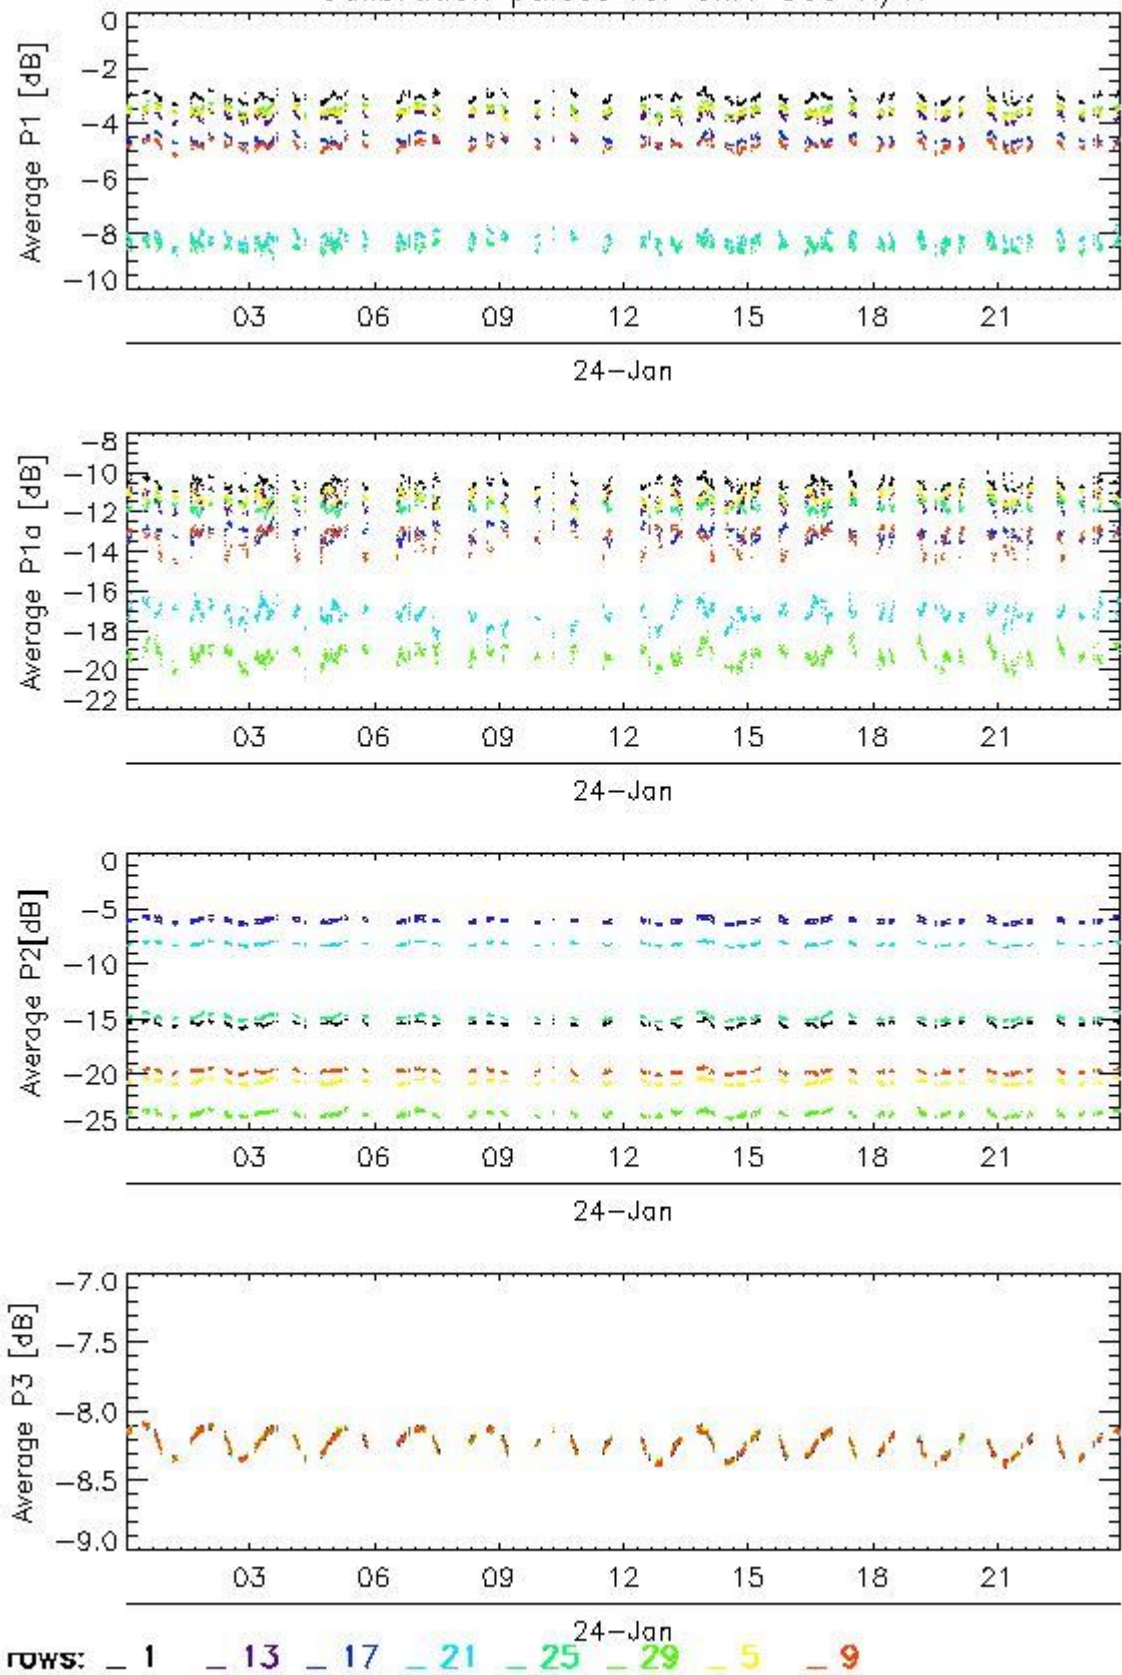 0
-2
-4
-6
-8
-10
Average P1 [dB]
03 06 09 12 15 18 21
24-Jan
-8
-10
-12
-14
-16
-18
-20
-22
Average P1a [dB]
03 06 09 12 15 18 21
24-Jan
0
-5
-10
-15
-20
-25
Average P2[dB]
03 06 09 12 15 18 21
24-Jan
-7.0
-7.5
-8.0
-8.5
-9.0
Average P3 [dB]
03 06 09 12 15 18 21
24-Jan
rows: _ 1 _ 13 _ 17 _ 21 _ 25 _ 29 _ 5 _ 9